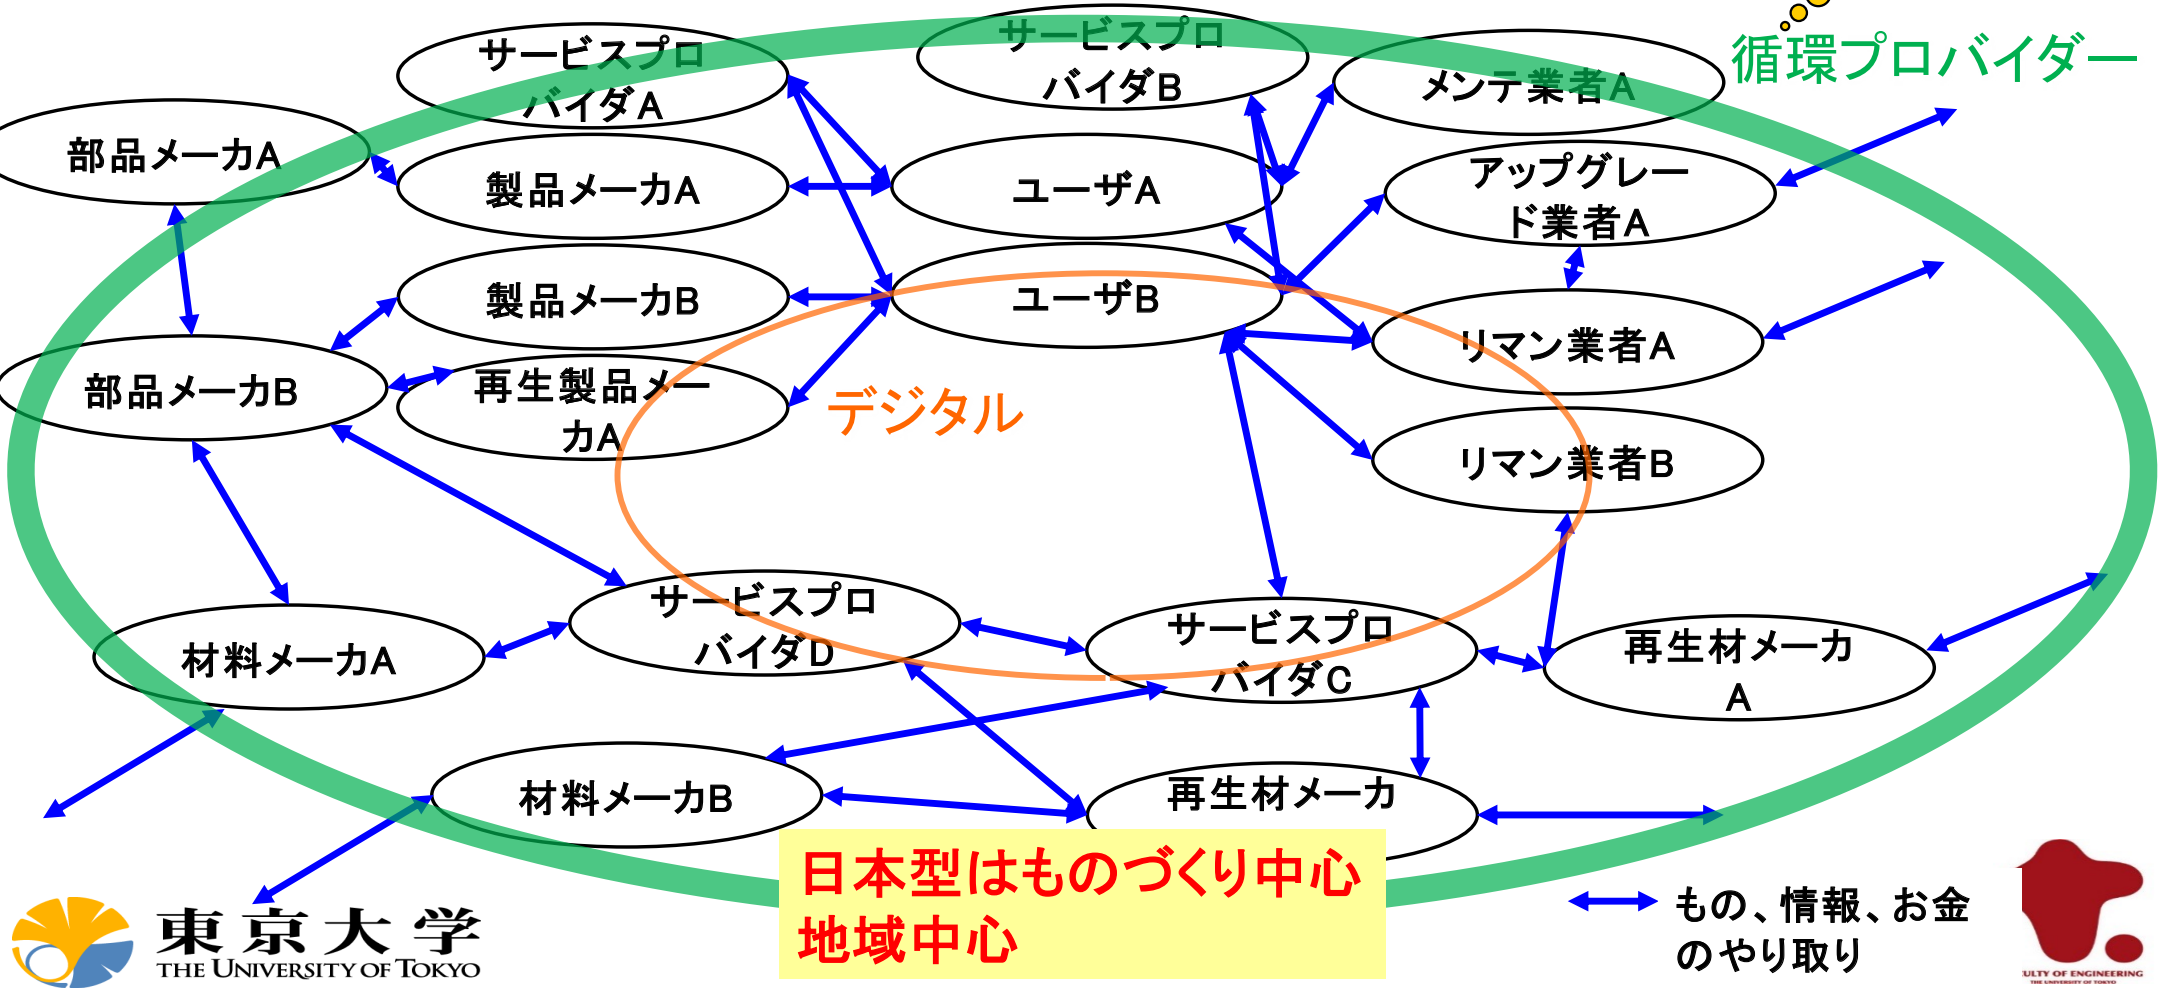 サービスプロ
バイダA
サービスプロ
バイダB
メンテ業者A
循環プロバイダー
部品メーカA
製品メーカA
ユーザA
アップグレー
ド業者A
製品メーカB
ユーザB
リマン業者A
部品メーカB
再生製品メー
カA
デジタル
リマン業者B
サービスプロ
バイダD
サービスプロ
バイダC
再生材メーカ
A
材料メーカA
材料メーカB
再生材メーカ
日本型はものづくり中心
地域中心
もの、情報、お金
のやり取り
東京大学
THE UNIVERSITY OF TOKYO
ULTY OF ENGINEERING
THE UNIVERSITY OF TOKYO